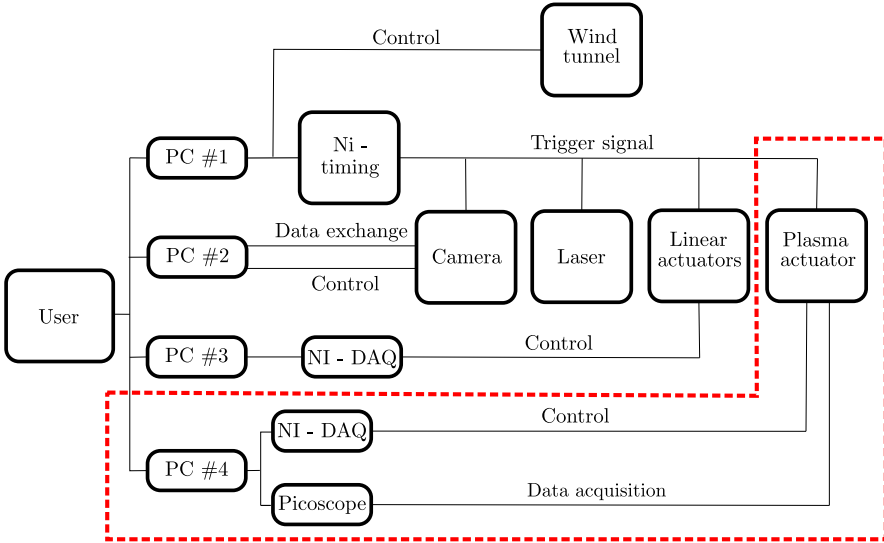 Control
Wind
tunnel
PC #1
Ni -
timing
Trigger signal
PC #2
Data exchange
Control
Camera
Laser
Linear
actuators
Plasma
actuator
User
PC #3
NI - DAQ
Control
NI - DAQ
Control
PC #4
Picoscope
Data acquisition